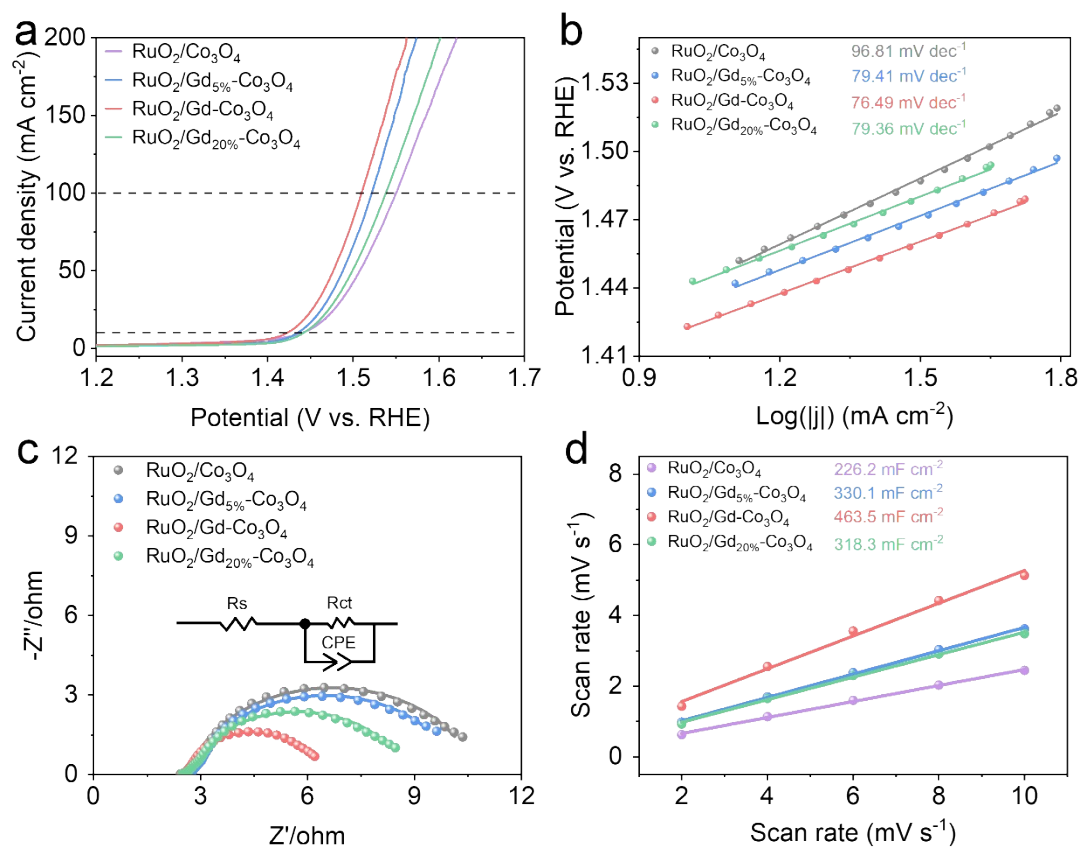 a
200
150
100
50
0
Current density (mA cm⁻²)
RuO₂/Co₃O₄
RuO₂/Gd₅%-Co₃O₄
RuO₂/Gd-Co₃O₄
RuO₂/Gd₂₀%-Co₃O₄
1.2 1.3 1.4 1.5 1.6 1.7
Potential (V vs. RHE)
b
1.53
1.50
1.47
1.44
1.41
Potential (V vs. RHE)
RuO₂/Co₃O₄ 96.81 mV dec⁻¹
RuO₂/Gd₅%-Co₃O₄ 79.41 mV dec⁻¹
RuO₂/Gd-Co₃O₄ 76.49 mV dec⁻¹
RuO₂/Gd₂₀%-Co₃O₄ 79.36 mV dec⁻¹
0.9 1.2 1.5 1.8
Log(|j|) (mA cm⁻²)
c
12
9
6
3
0
-Z"/ohm
RuO₂/Co₃O₄
RuO₂/Gd₅%-Co₃O₄
RuO₂/Gd-Co₃O₄
RuO₂/Gd₂₀%-Co₃O₄
Rs Rct
CPE
0 3 6 9 12
Z'/ohm
d
8
6
4
2
0
Scan rate (mV s⁻¹)
RuO₂/Co₃O₄ 226.2 mF cm⁻²
RuO₂/Gd₅%-Co₃O₄ 330.1 mF cm⁻²
RuO₂/Gd-Co₃O₄ 463.5 mF cm⁻²
RuO₂/Gd₂₀%-Co₃O₄ 318.3 mF cm⁻²
2 4 6 8 10
Scan rate (mV s⁻¹)